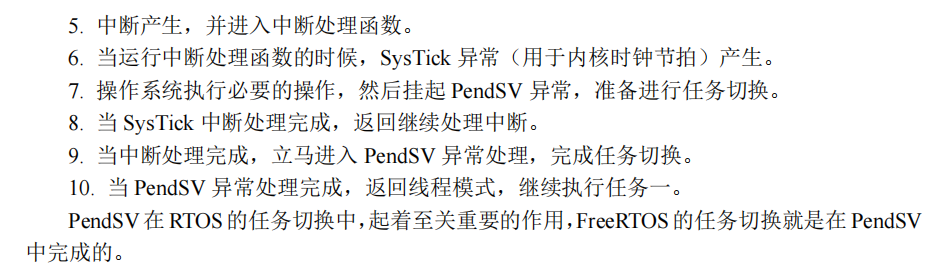 5. 中断产生，并进入中断处理函数。
6. 当运行中断处理函数的时候，SysTick 异常（用于内核时钟节拍）产生。
7. 操作系统执行必要的操作，然后挂起 PendSV 异常，准备进行任务切换。
8. 当 SysTick 中断处理完成，返回继续处理中断。
9. 当中断处理完成，立马进入 PendSV 异常处理，完成任务切换。
10. 当 PendSV 异常处理完成，返回线程模式，继续执行任务一。
PendSV 在 RTOS 的任务切换中，起着至关重要的作用，FreeRTOS 的任务切换就是在 PendSV
中完成的。